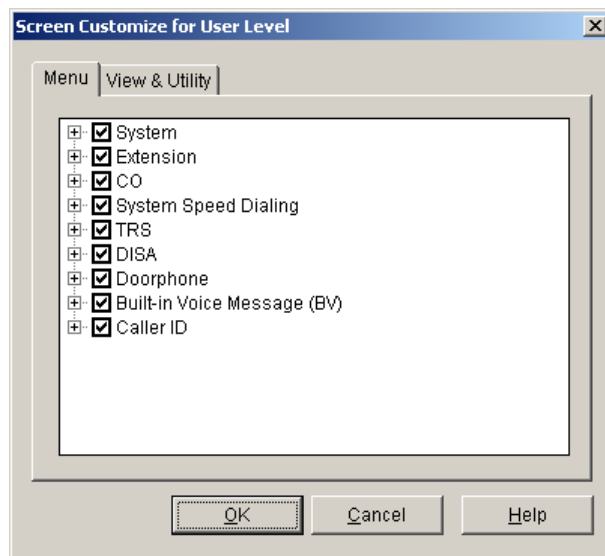 Screen Customize for User Level
Menu View & Utility
System
Extension
CO
System Speed Dialing
TRS
DISA
Doorphone
Built-in Voice Message (BV)
Caller ID
OK Cancel Help